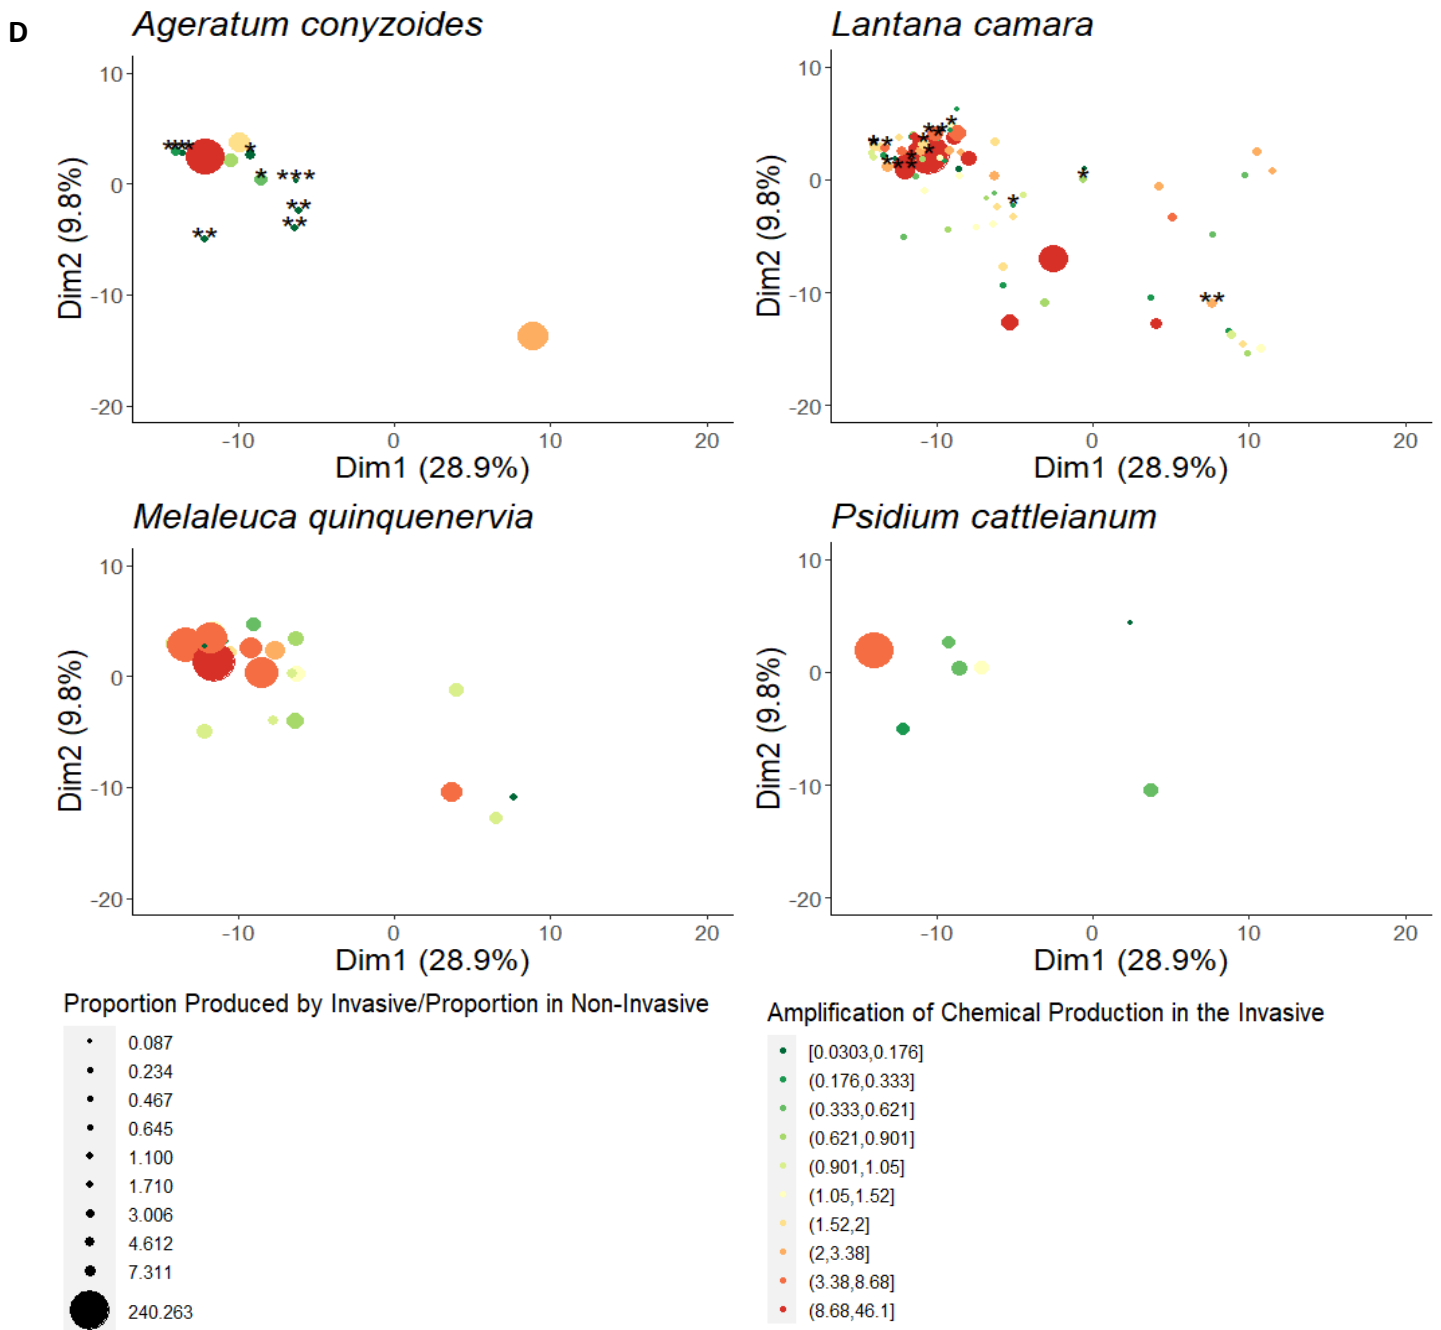 D
Ageratum conyzoides
Lantana camara
10
0
-10
-20
Dim2 (9.8%)
**** * * *** ** ** **
-10 0 10 20
Dim1 (28.9%)
10
0
-10
-20
Dim2 (9.8%)
-10 0 10 20
Dim1 (28.9%)
Melaleuca quinquenervia
Psidium cattleianum
10
0
-10
-20
Dim2 (9.8%)
-10 0 10 20
Dim1 (28.9%)
10
0
-10
-20
Dim2 (9.8%)
-10 0 10 20
Dim1 (28.9%)
Proportion Produced by Invasive/Proportion in Non-Invasive
0.087
0.234
0.467
0.645
1.100
1.710
3.006
4.612
7.311
240.263
Amplification of Chemical Production in the Invasive
[0.0303,0.176]
(0.176,0.333]
(0.333,0.621]
(0.621,0.901]
(0.901,1.05]
(1.05,1.52]
(1.52,2]
(2,3.38]
(3.38,8.68]
(8.68,46.1]